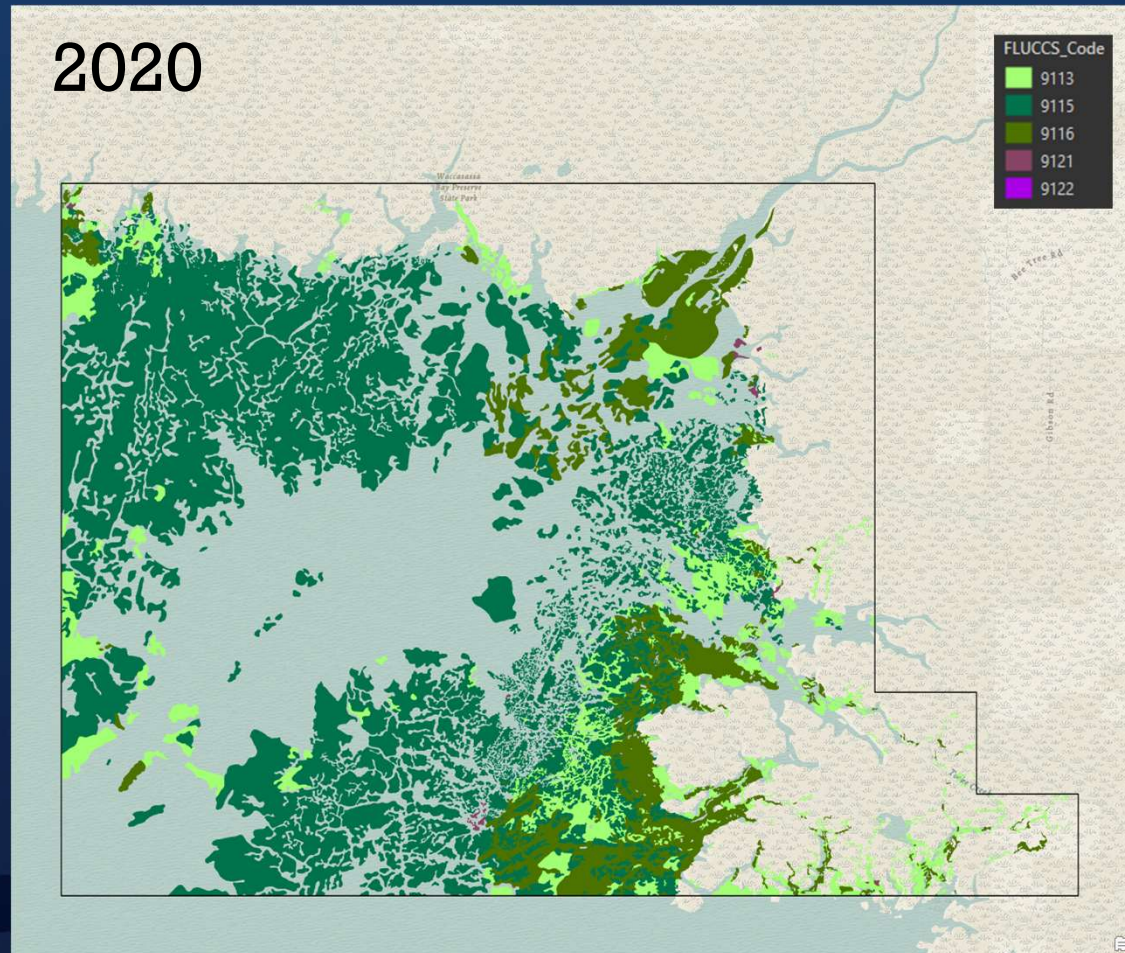 2020
FLUCCS_Code
9113
9115
9116
9121
9122
Waccasassa
Bay Preserve
State Park
Bee Tree Rd
Gibson Rd